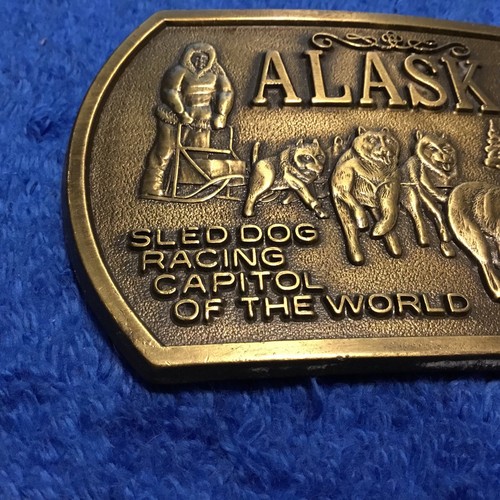 ALASK
SLED DOG
RACING
CAPITOL
OF THE WORLD